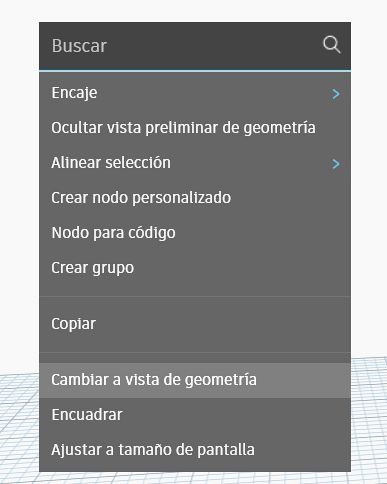 Buscar
Encaje
Ocultar vista preliminar de geometría
Alinear selección
Crear nodo personalizado
Nodo para código
Crear grupo
Copiar
Cambiar a vista de geometría
Encuadrar
Ajustar a tamaño de pantalla